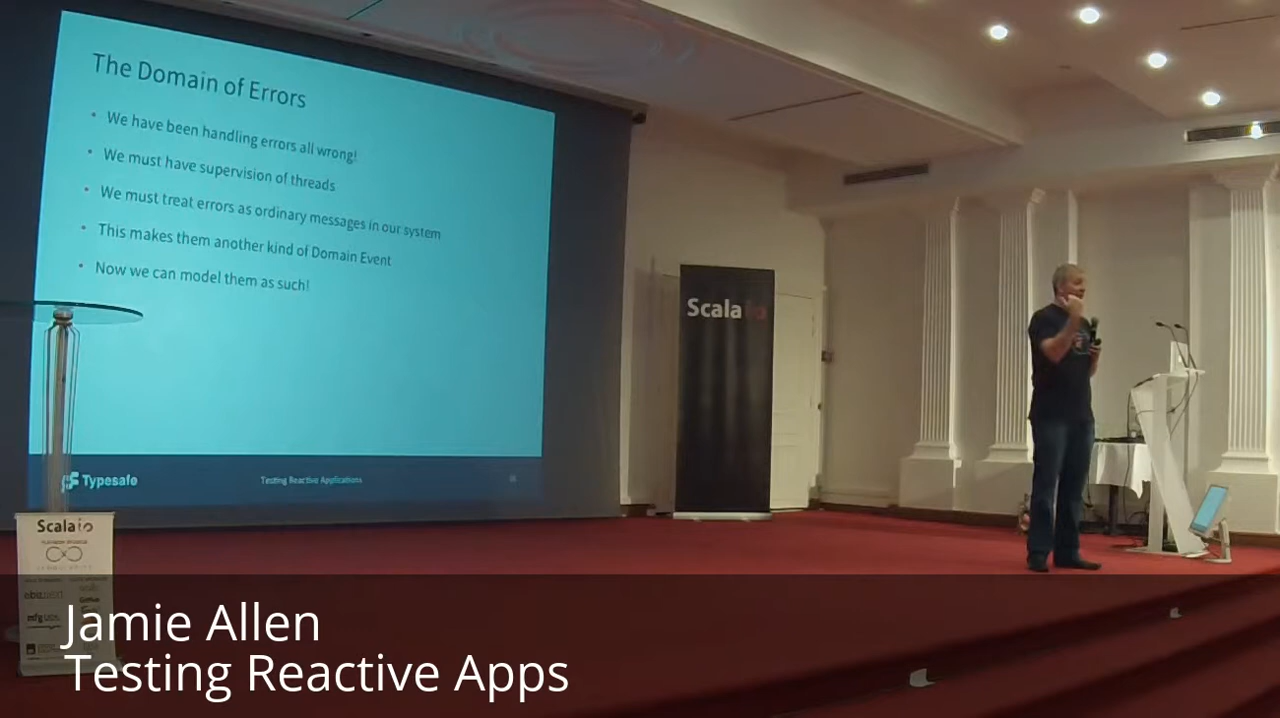 The Domain of Errors
• We have been handling errors all wrong!
• We must have supervision of threads
• We must treat errors as ordinary messages in our system
• This makes them another kind of Domain Event
• Now we can model them as such!
Typesafe
Testing Reactive Applications
Scala io
Scala io
Jamie Allen
Testing Reactive Apps